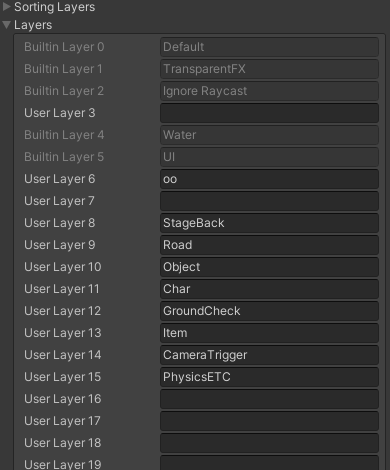 Sorting Layers
Layers
Builtin Layer 0 Default
Builtin Layer 1 TransparentFX
Builtin Layer 2 Ignore Raycast
User Layer 3
Builtin Layer 4 Water
Builtin Layer 5 UI
User Layer 6 oo
User Layer 7
User Layer 8 StageBack
User Layer 9 Road
User Layer 10 Object
User Layer 11 Char
User Layer 12 GroundCheck
User Layer 13 Item
User Layer 14 CameraTrigger
User Layer 15 PhysicsETC
User Layer 16
User Layer 17
User Layer 18
User Layer 19